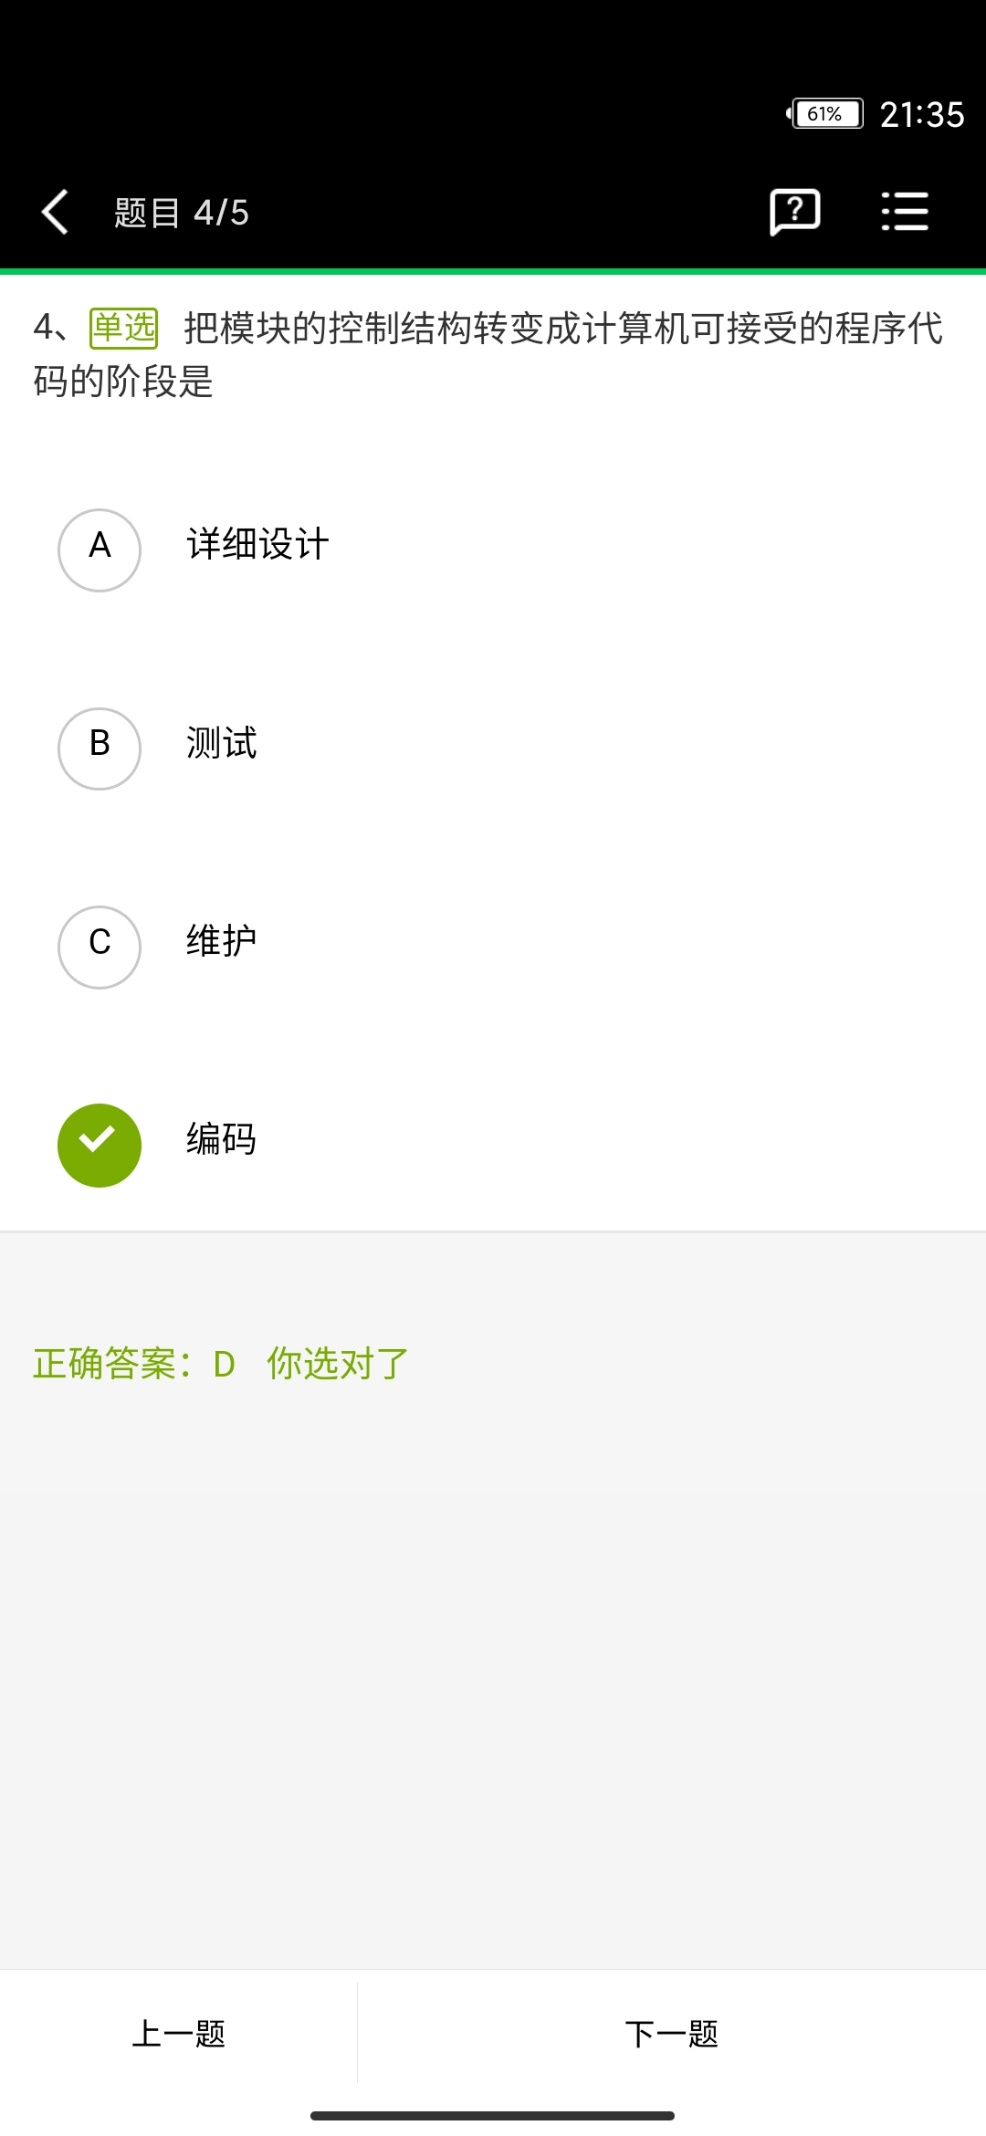 61% 21:35
题目 4/5
4、单选 把模块的控制结构转变成计算机可接受的程序代
码的阶段是
A 详细设计
B 测试
C 维护
编码
正确答案：D 你选对了
上一题 下一题